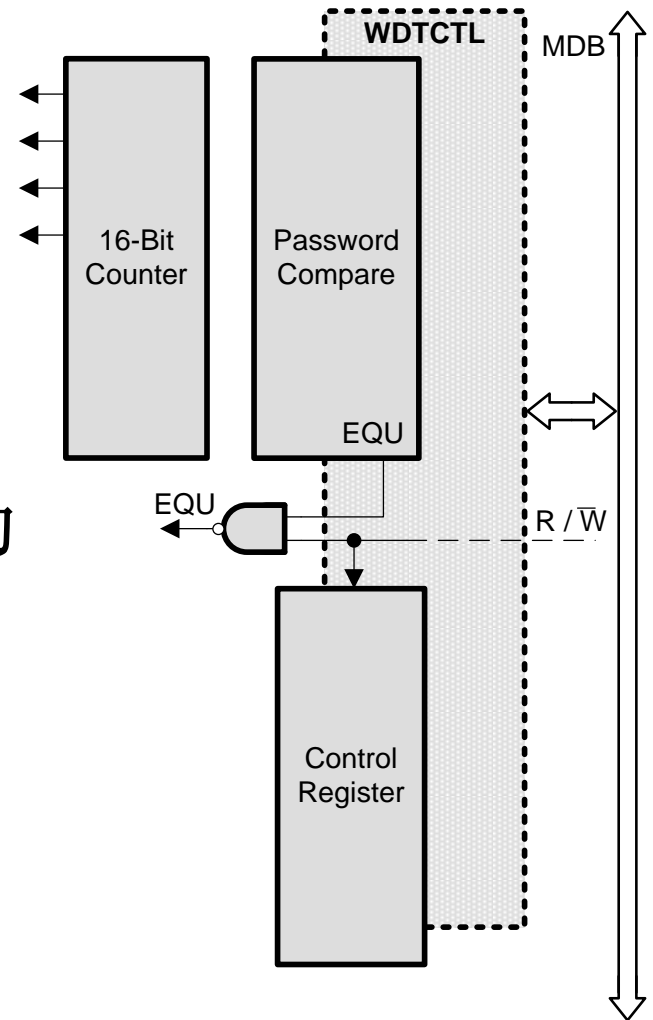 WDTCTL
MDB
16-Bit
Counter
Password
Compare
EQU
EQU
R / W̅
Control
Register